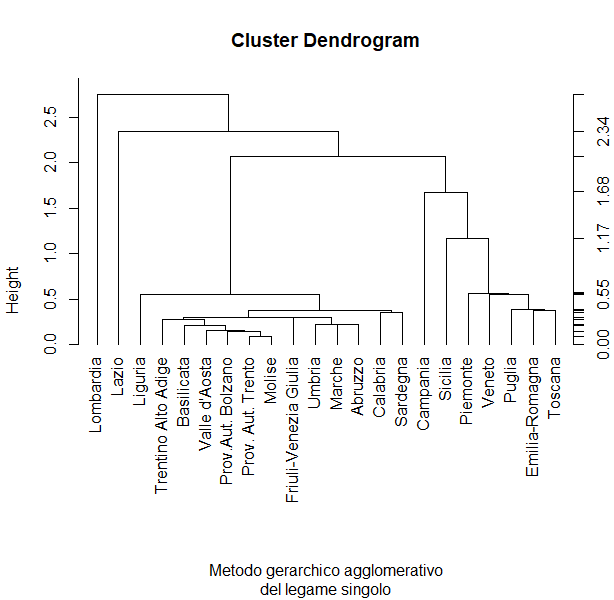 Cluster Dendrogram
Height
0.0
0.5
1.0
1.5
2.0
2.5
0.00
0.55
1.17
1.68
2.34
Lombardia
Lazio
Liguria
Trentino Alto Adige
Basilicata
Valle d'Aosta
Prov.Aut. Bolzano
Prov. Aut. Trento
Molise
Friuli-Venezia Giulia
Umbria
Marche
Abruzzo
Calabria
Sardegna
Campania
Sicilia
Piemonte
Veneto
Puglia
Emilia-Romagna
Toscana
Metodo gerarchico agglomerativo
del legame singolo